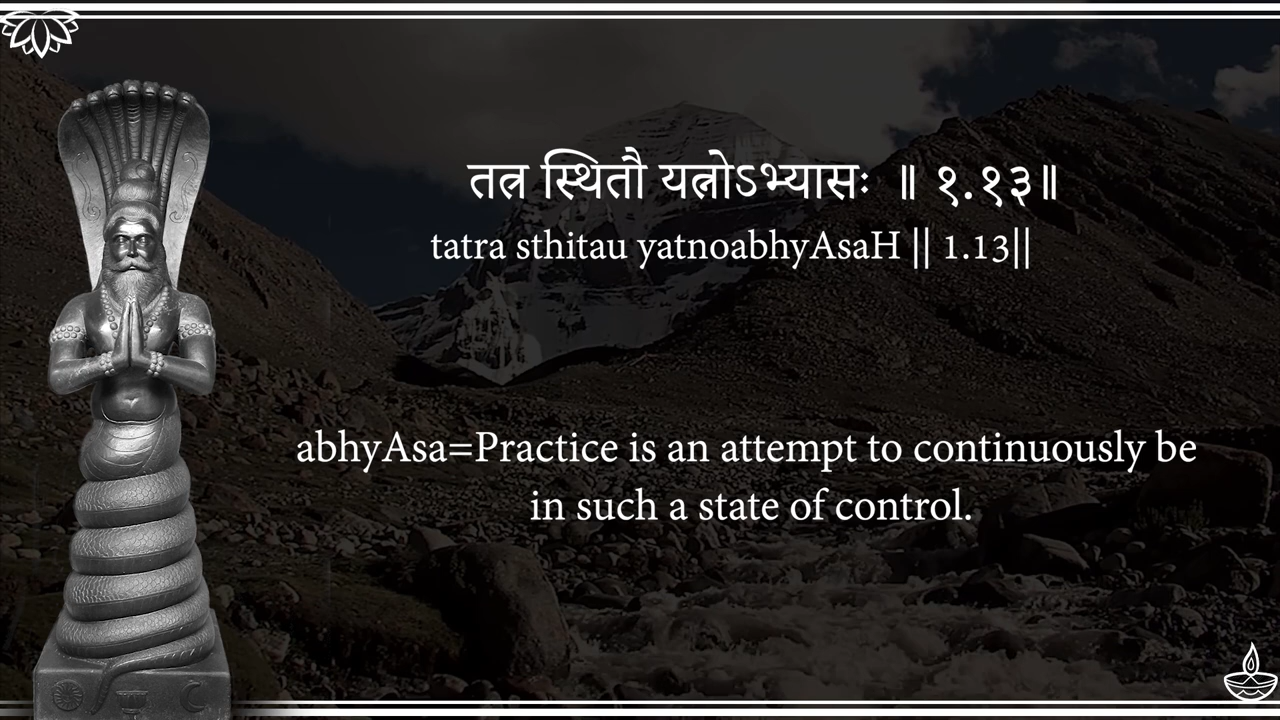 तत्र स्थितौ यत्नोऽभ्यासः ॥ १.१३॥
tatra sthitau yatnoabhyAsaH || 1.13||
abhyAsa=Practice is an attempt to continuously be
in such a state of control.